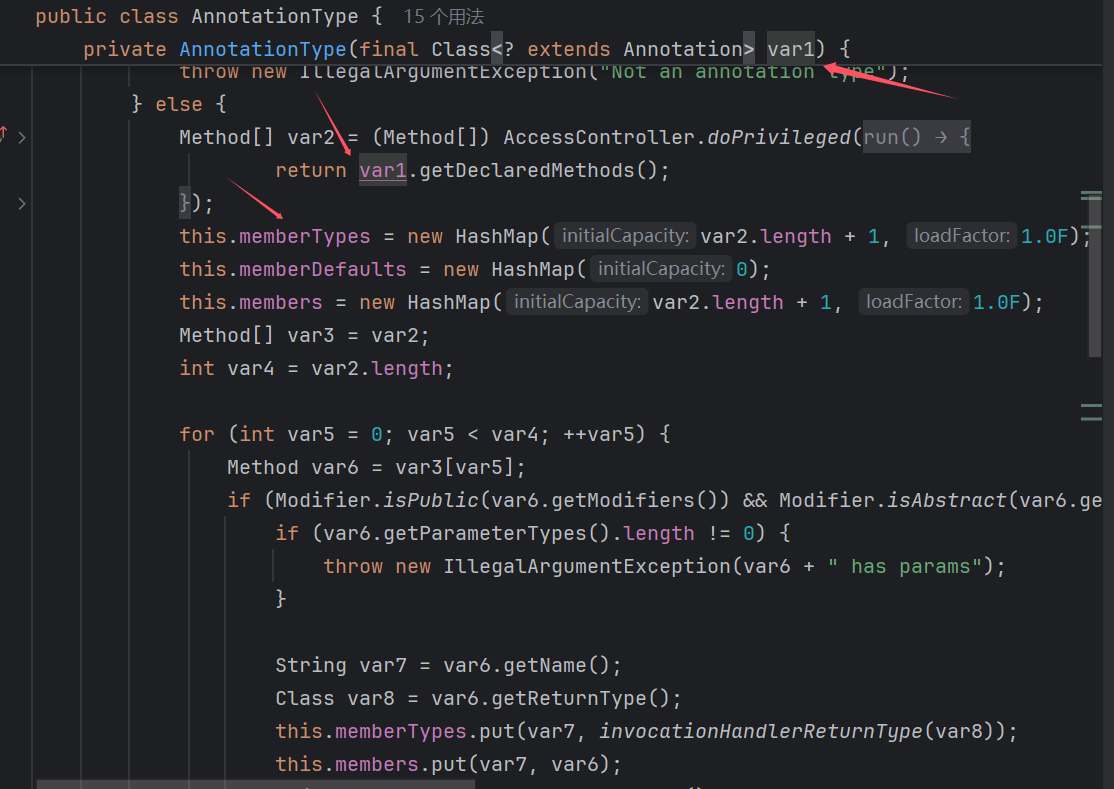 public class AnnotationType { 15 个用法
private AnnotationType(final Class<? extends Annotation> var1) {
throw new IllegalArgumentException("Not an annotation type");
} else {
Method[] var2 = (Method[]) AccessController.doPrivileged(run() → {
return var1.getDeclaredMethods();
});
this.memberTypes = new HashMap( initialCapacity: var2.length + 1, loadFactor: 1.0F);
this.memberDefaults = new HashMap( initialCapacity: 0);
this.members = new HashMap( initialCapacity: var2.length + 1, loadFactor: 1.0F);
Method[] var3 = var2;
int var4 = var2.length;
for (int var5 = 0; var5 < var4; ++var5) {
Method var6 = var3[var5];
if (Modifier.isPublic(var6.getModifiers()) && Modifier.isAbstract(var6.ge
if (var6.getParameterTypes().length != 0) {
throw new IllegalArgumentException(var6 + " has params");
}
String var7 = var6.getName();
Class var8 = var6.getReturnType();
this.memberTypes.put(var7, invocationHandlerReturnType(var8));
this.members.put(var7, var6);